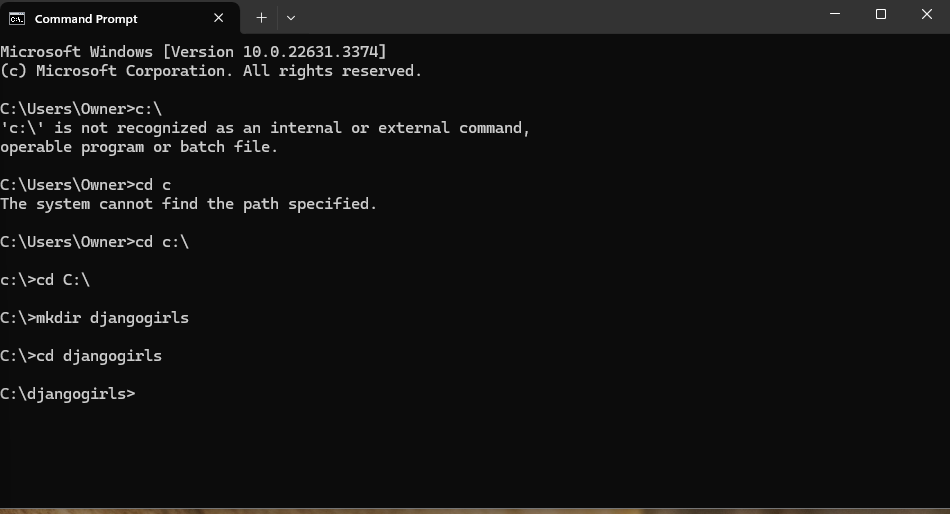 Command Prompt
Microsoft Windows [Version 10.0.22631.3374]
(c) Microsoft Corporation. All rights reserved.
C:\Users\Owner>c:\
'c:\' is not recognized as an internal or external command,
operable program or batch file.
C:\Users\Owner>cd c
The system cannot find the path specified.
C:\Users\Owner>cd c:\
c:\>cd C:\
C:\>mkdir djangogirls
C:\>cd djangogirls
C:\djangogirls>